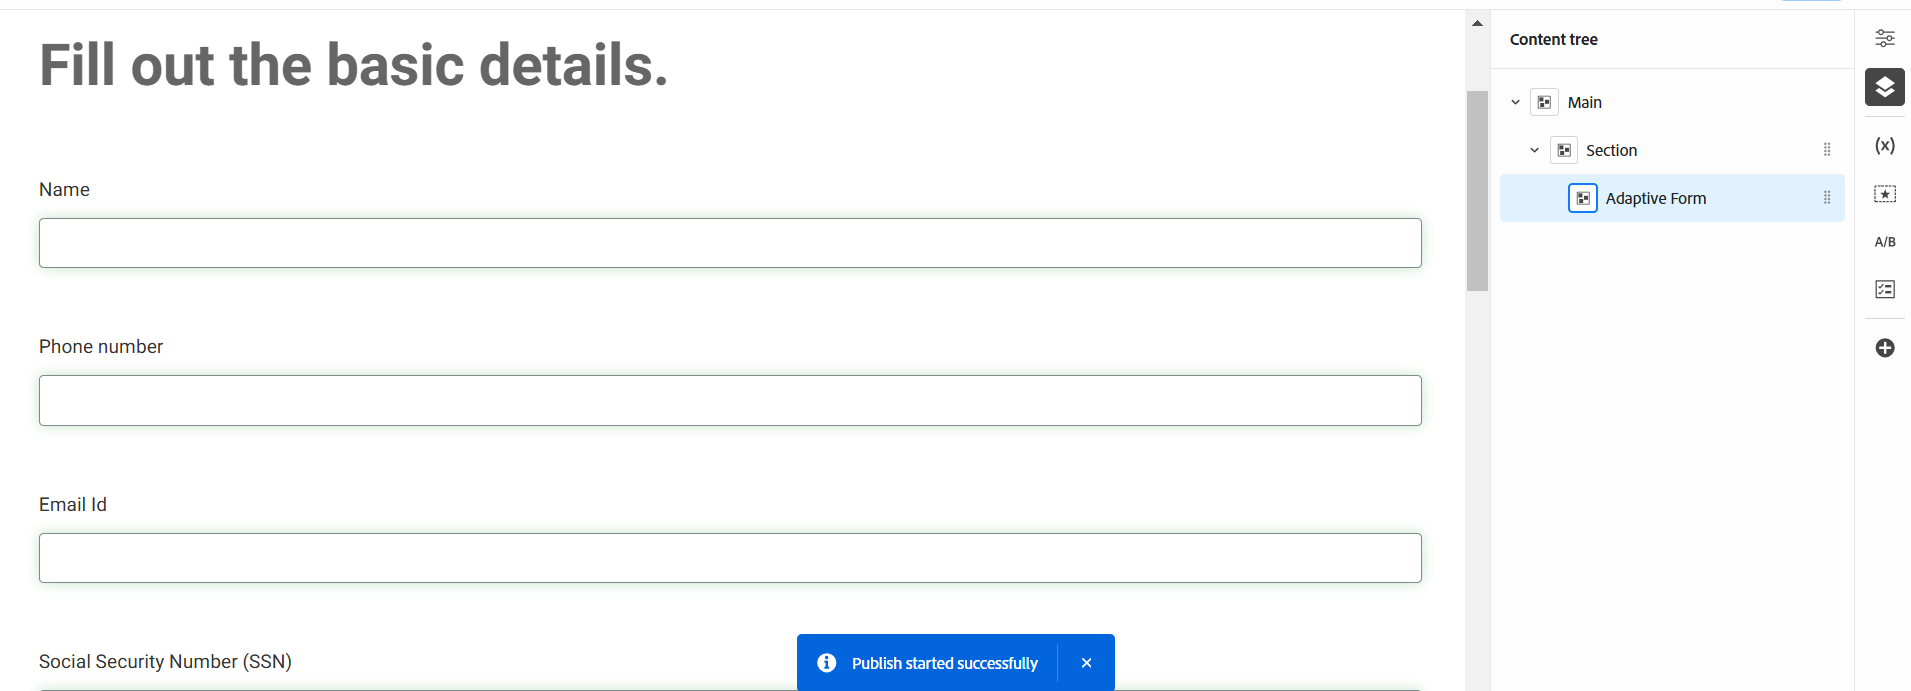 Fill out the basic details.
Name
Phone number
Email Id
Social Security Number (SSN)
Publish started successfully
Content tree
Main
Section
Adaptive Form
(x)
A/B